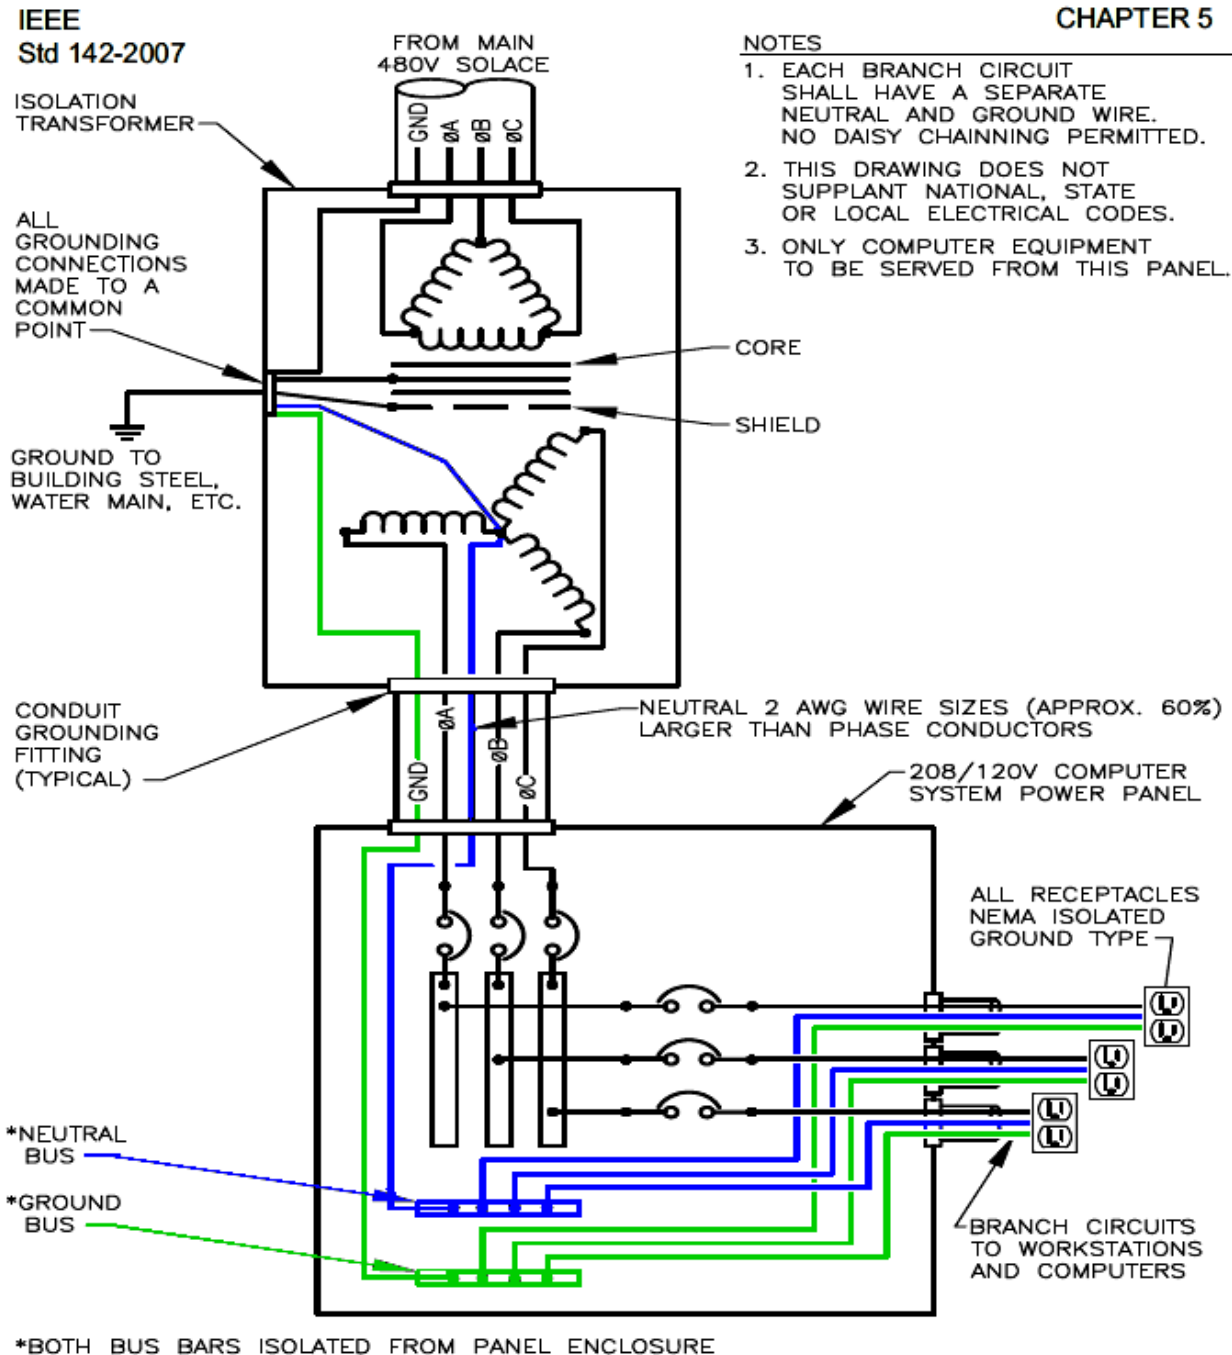 IEEE
Std 142-2007
CHAPTER 5
FROM MAIN
480V SOLACE
NOTES
1. EACH BRANCH CIRCUIT
SHALL HAVE A SEPARATE
NEUTRAL AND GROUND WIRE.
NO DAISY CHAINNING PERMITTED.
2. THIS DRAWING DOES NOT
SUPPLANT NATIONAL, STATE
OR LOCAL ELECTRICAL CODES.
3. ONLY COMPUTER EQUIPMENT
TO BE SERVED FROM THIS PANEL.
ISOLATION
TRANSFORMER
GND
ØA
ØB
ØC
ALL
GROUNDING
CONNECTIONS
MADE TO A
COMMON
POINT
CORE
SHIELD
GROUND TO
BUILDING STEEL,
WATER MAIN, ETC.
CONDUIT
GROUNDING
FITTING
(TYPICAL)
GND
ØA
ØB
ØC
NEUTRAL 2 AWG WIRE SIZES (APPROX. 60%)
LARGER THAN PHASE CONDUCTORS
208/120V COMPUTER
SYSTEM POWER PANEL
ALL RECEPTACLES
NEMA ISOLATED
GROUND TYPE
*NEUTRAL
BUS
*GROUND
BUS
BRANCH CIRCUITS
TO WORKSTATIONS
AND COMPUTERS
*BOTH BUS BARS ISOLATED FROM PANEL ENCLOSURE